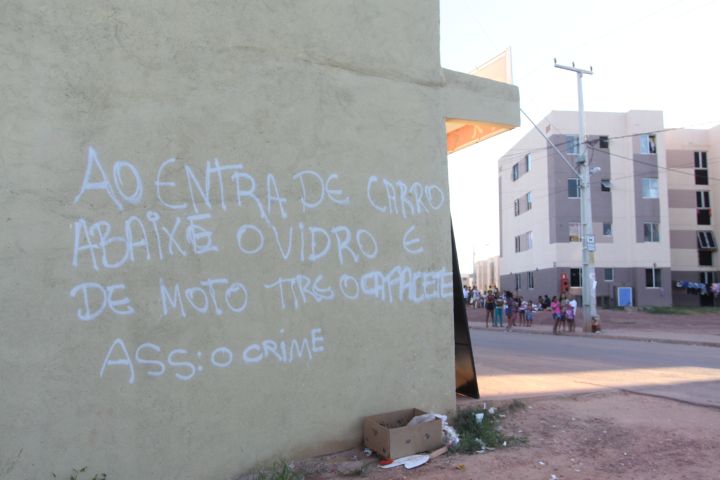 AO ENTRA DE CARRO
ABAIXE O VIDRO E
DE MOTO TIRE O CAPACETE
ASS: O CRIME